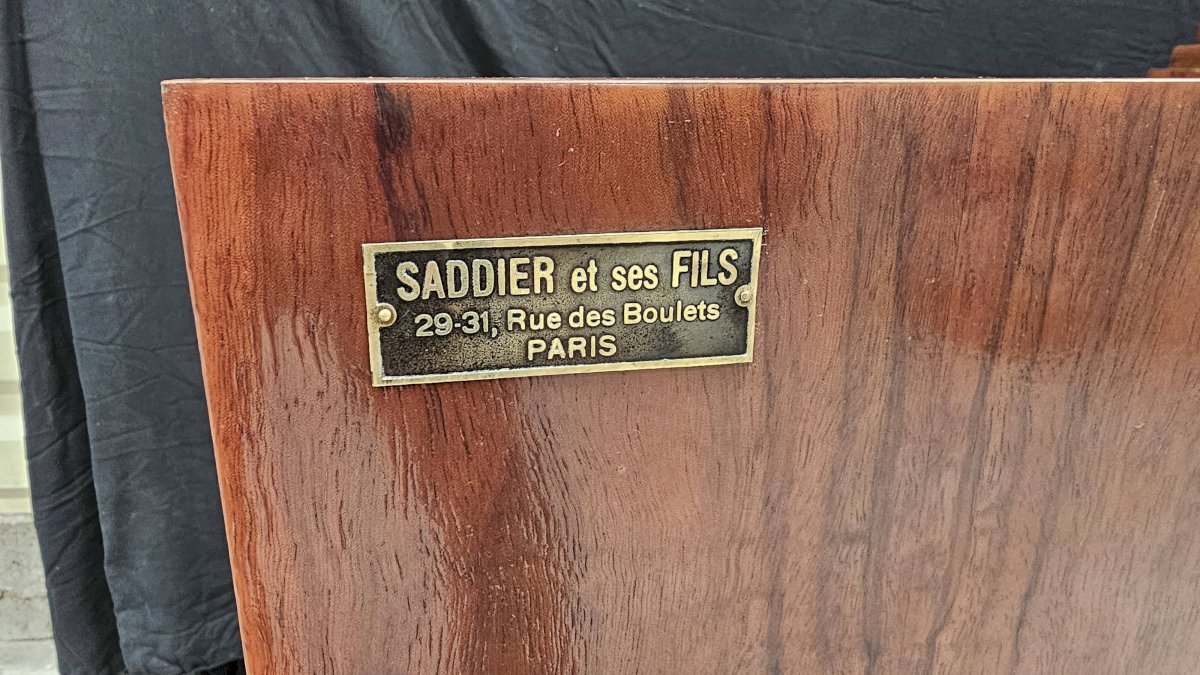 SADDIER et ses FILS
29-31, Rue des Boulets
PARIS